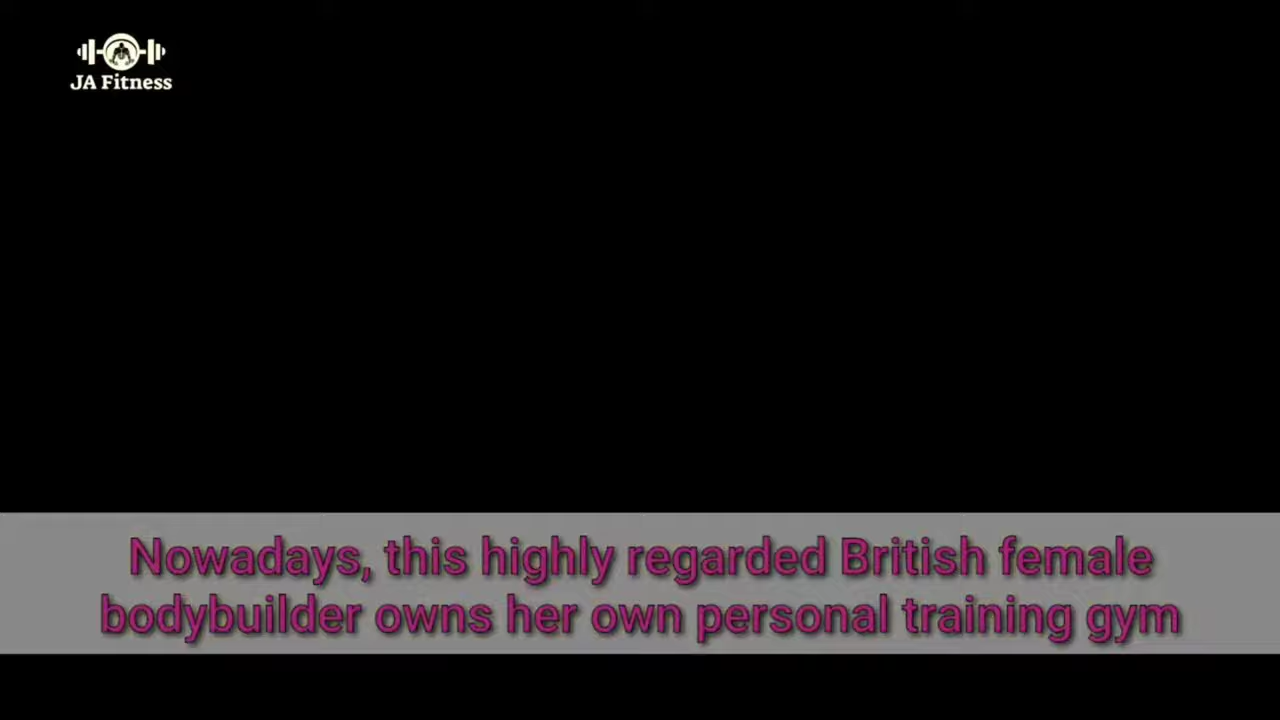 JA Fitness
Nowadays, this highly regarded British female
bodybuilder owns her own personal training gym